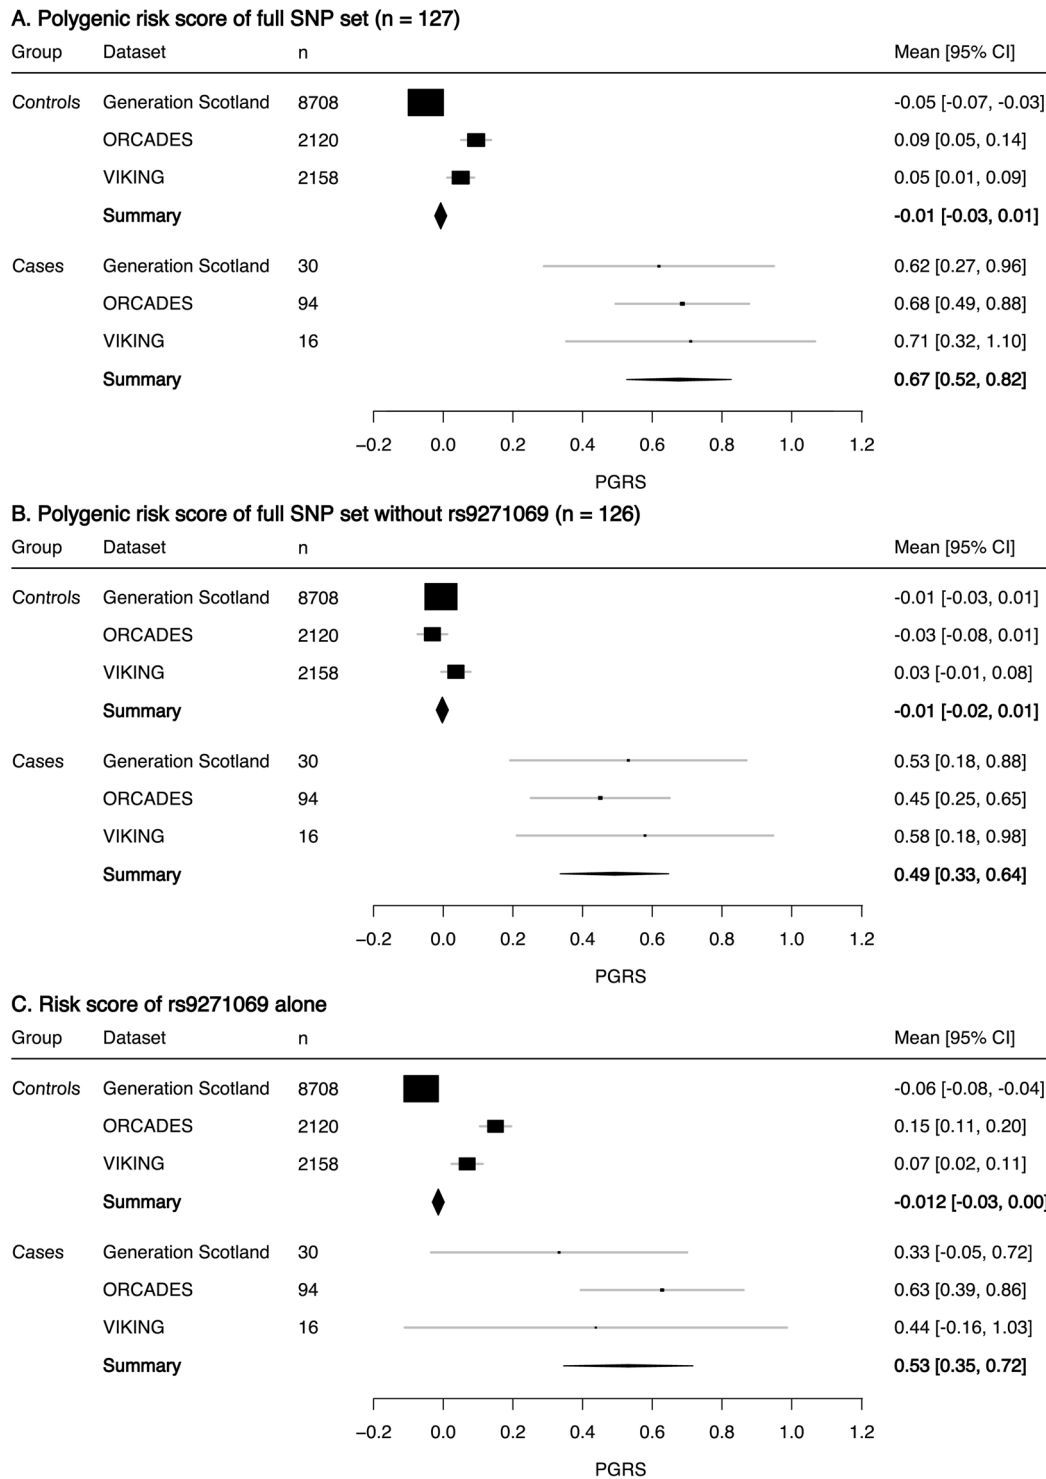 A. Polygenic risk score of full SNP set (n = 127)
Group Dataset n Mean [95% CI]
Controls Generation Scotland 8708 -0.05 [-0.07, -0.03]
ORCADES 2120 0.09 [0.05, 0.14]
VIKING 2158 0.05 [0.01, 0.09]
Summary -0.01 [-0.03, 0.01]
Cases Generation Scotland 30 0.62 [0.27, 0.96]
ORCADES 94 0.68 [0.49, 0.88]
VIKING 16 0.71 [0.32, 1.10]
Summary 0.67 [0.52, 0.82]
−0.2 0.0 0.2 0.4 0.6 0.8 1.0 1.2
PGRS
B. Polygenic risk score of full SNP set without rs9271069 (n = 126)
Group Dataset n Mean [95% CI]
Controls Generation Scotland 8708 -0.01 [-0.03, 0.01]
ORCADES 2120 -0.03 [-0.08, 0.01]
VIKING 2158 0.03 [-0.01, 0.08]
Summary -0.01 [-0.02, 0.01]
Cases Generation Scotland 30 0.53 [0.18, 0.88]
ORCADES 94 0.45 [0.25, 0.65]
VIKING 16 0.58 [0.18, 0.98]
Summary 0.49 [0.33, 0.64]
−0.2 0.0 0.2 0.4 0.6 0.8 1.0 1.2
PGRS
C. Risk score of rs9271069 alone
Group Dataset n Mean [95% CI]
Controls Generation Scotland 8708 -0.06 [-0.08, -0.04]
ORCADES 2120 0.15 [0.11, 0.20]
VIKING 2158 0.07 [0.02, 0.11]
Summary -0.012 [-0.03, 0.00]
Cases Generation Scotland 30 0.33 [-0.05, 0.72]
ORCADES 94 0.63 [0.39, 0.86]
VIKING 16 0.44 [-0.16, 1.03]
Summary 0.53 [0.35, 0.72]
−0.2 0.0 0.2 0.4 0.6 0.8 1.0 1.2
PGRS